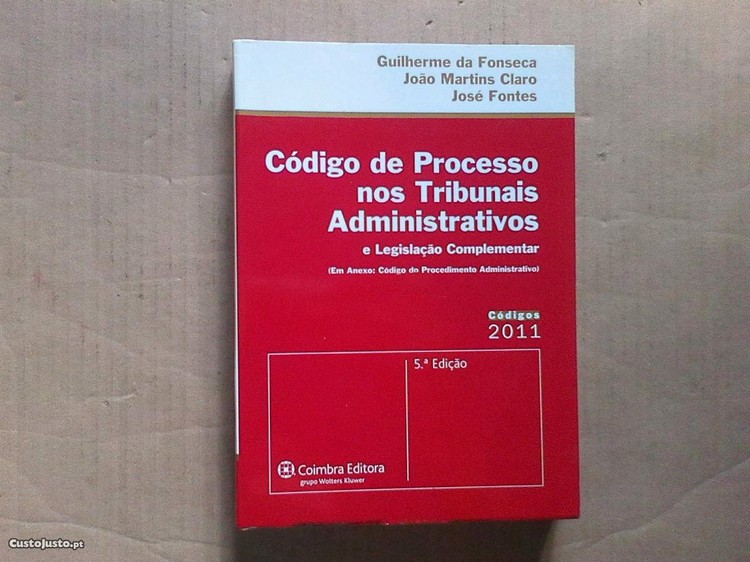 Guilherme da Fonseca
João Martins Claro
José Fontes
Código de Processo
nos Tribunais
Administrativos
e Legislação Complementar
(Em Anexo: Código do Procedimento Administrativo)
Códigos
2011
5.ª Edição
Coimbra Editora
grupo Wolters Kluwer
CustoJusto.pt